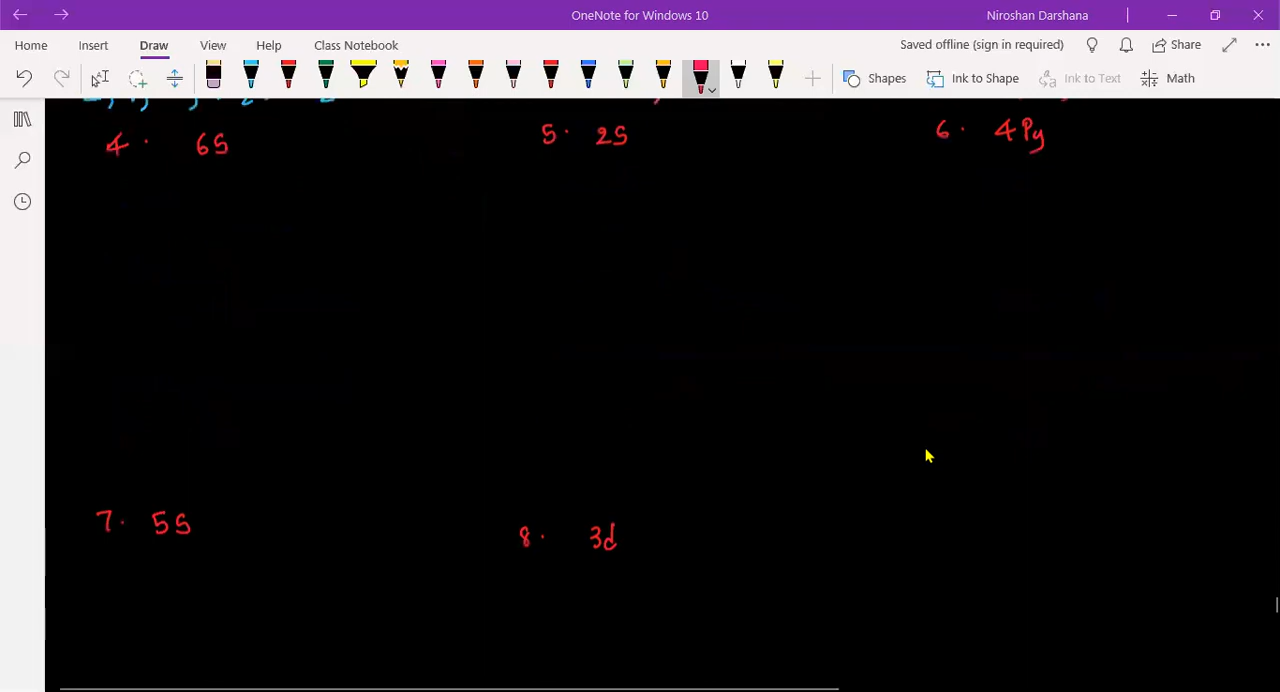 OneNote for Windows 10
Niroshan Darshana
Home Insert Draw View Help Class Notebook
Saved offline (sign in required)
Share
Shapes
Ink to Shape
Ink to Text
Math
4. 6S
5. 2S
6. 4Py
7. 5S
8. 3d